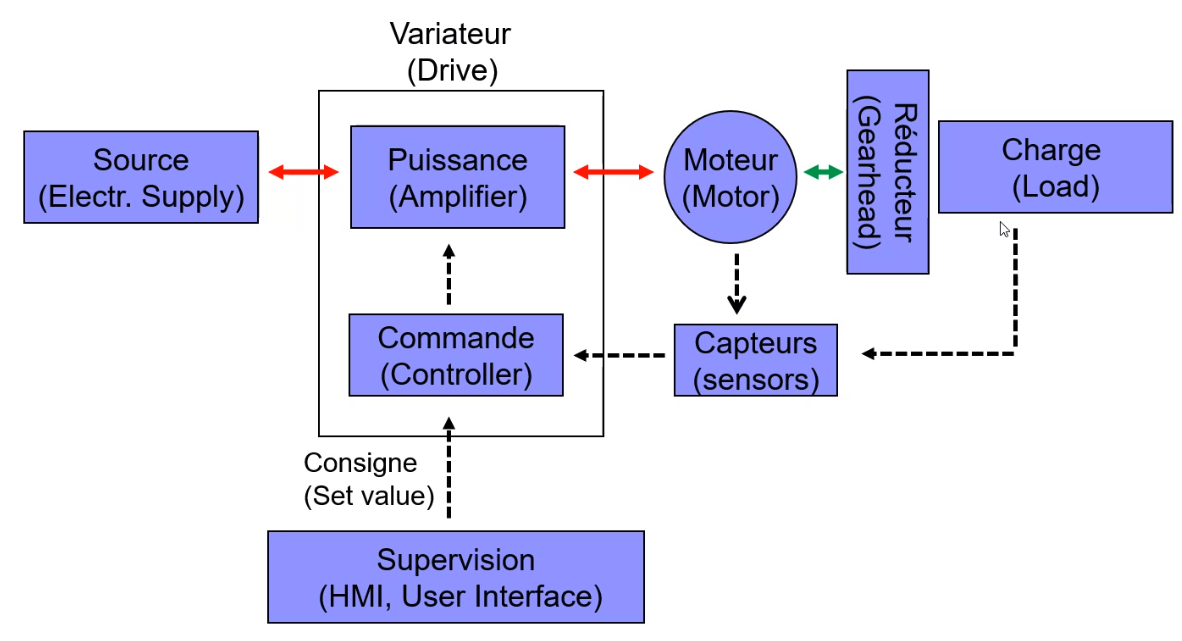 Variateur
(Drive)
Source
(Electr. Supply)
Puissance
(Amplifier)
Moteur
(Motor)
Réducteur
(Gearhead)
Charge
(Load)
Commande
(Controller)
Capteurs
(sensors)
Consigne
(Set value)
Supervision
(HMI, User Interface)